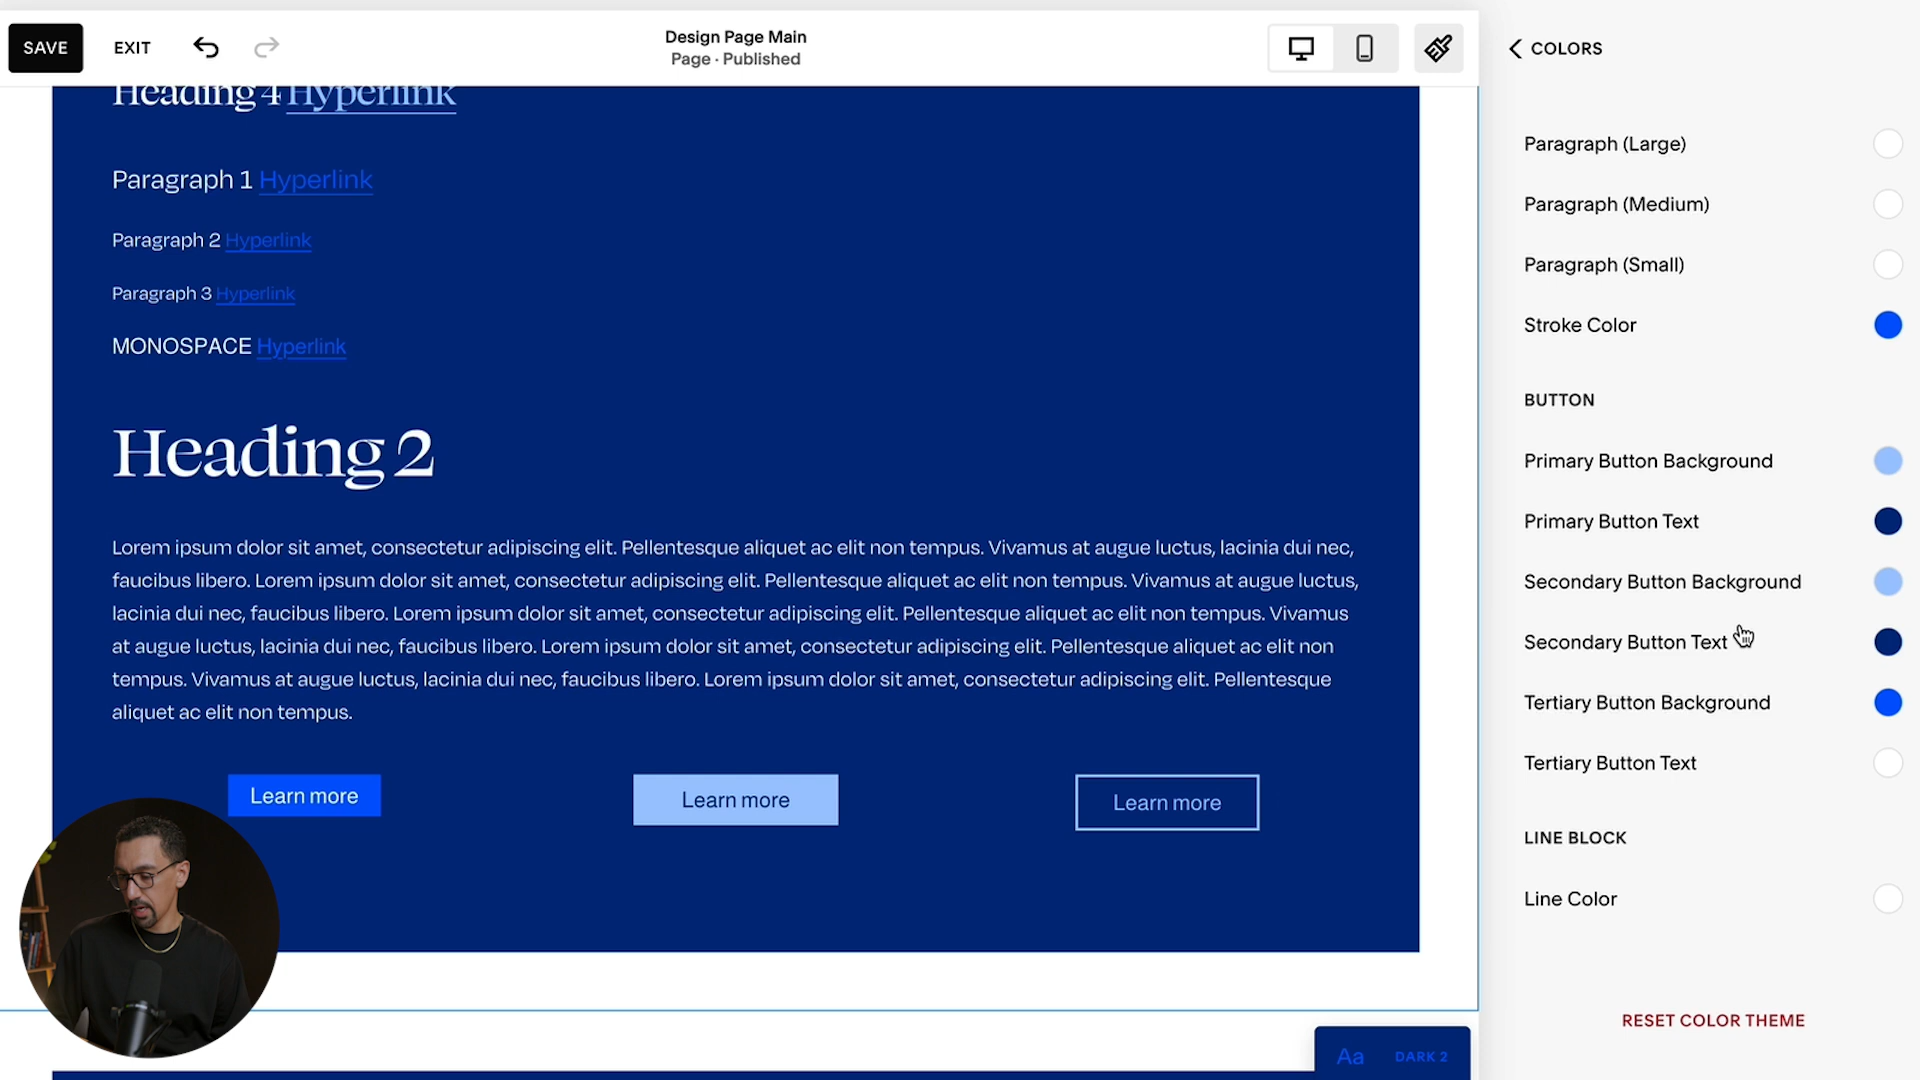 SAVE
EXIT
Design Page Main
Page · Published
COLORS
Heading 4 Hyperlink
Paragraph 1 Hyperlink
Paragraph 2 Hyperlink
Paragraph 3 Hyperlink
MONOSPACE Hyperlink
Heading 2
Lorem ipsum dolor sit amet, consectetur adipiscing elit. Pellentesque aliquet ac elit non tempus. Vivamus at augue luctus, lacinia dui nec,
faucibus libero. Lorem ipsum dolor sit amet, consectetur adipiscing elit. Pellentesque aliquet ac elit non tempus. Vivamus at augue luctus,
lacinia dui nec, faucibus libero. Lorem ipsum dolor sit amet, consectetur adipiscing elit. Pellentesque aliquet ac elit non tempus. Vivamus
at augue luctus, lacinia dui nec, faucibus libero. Lorem ipsum dolor sit amet, consectetur adipiscing elit. Pellentesque aliquet ac elit non
tempus. Vivamus at augue luctus, lacinia dui nec, faucibus libero. Lorem ipsum dolor sit amet, consectetur adipiscing elit. Pellentesque
aliquet ac elit non tempus.
Learn more
Learn more
Learn more
Aa DARK 2
Paragraph (Large)
Paragraph (Medium)
Paragraph (Small)
Stroke Color
BUTTON
Primary Button Background
Primary Button Text
Secondary Button Background
Secondary Button Text
Tertiary Button Background
Tertiary Button Text
LINE BLOCK
Line Color
RESET COLOR THEME